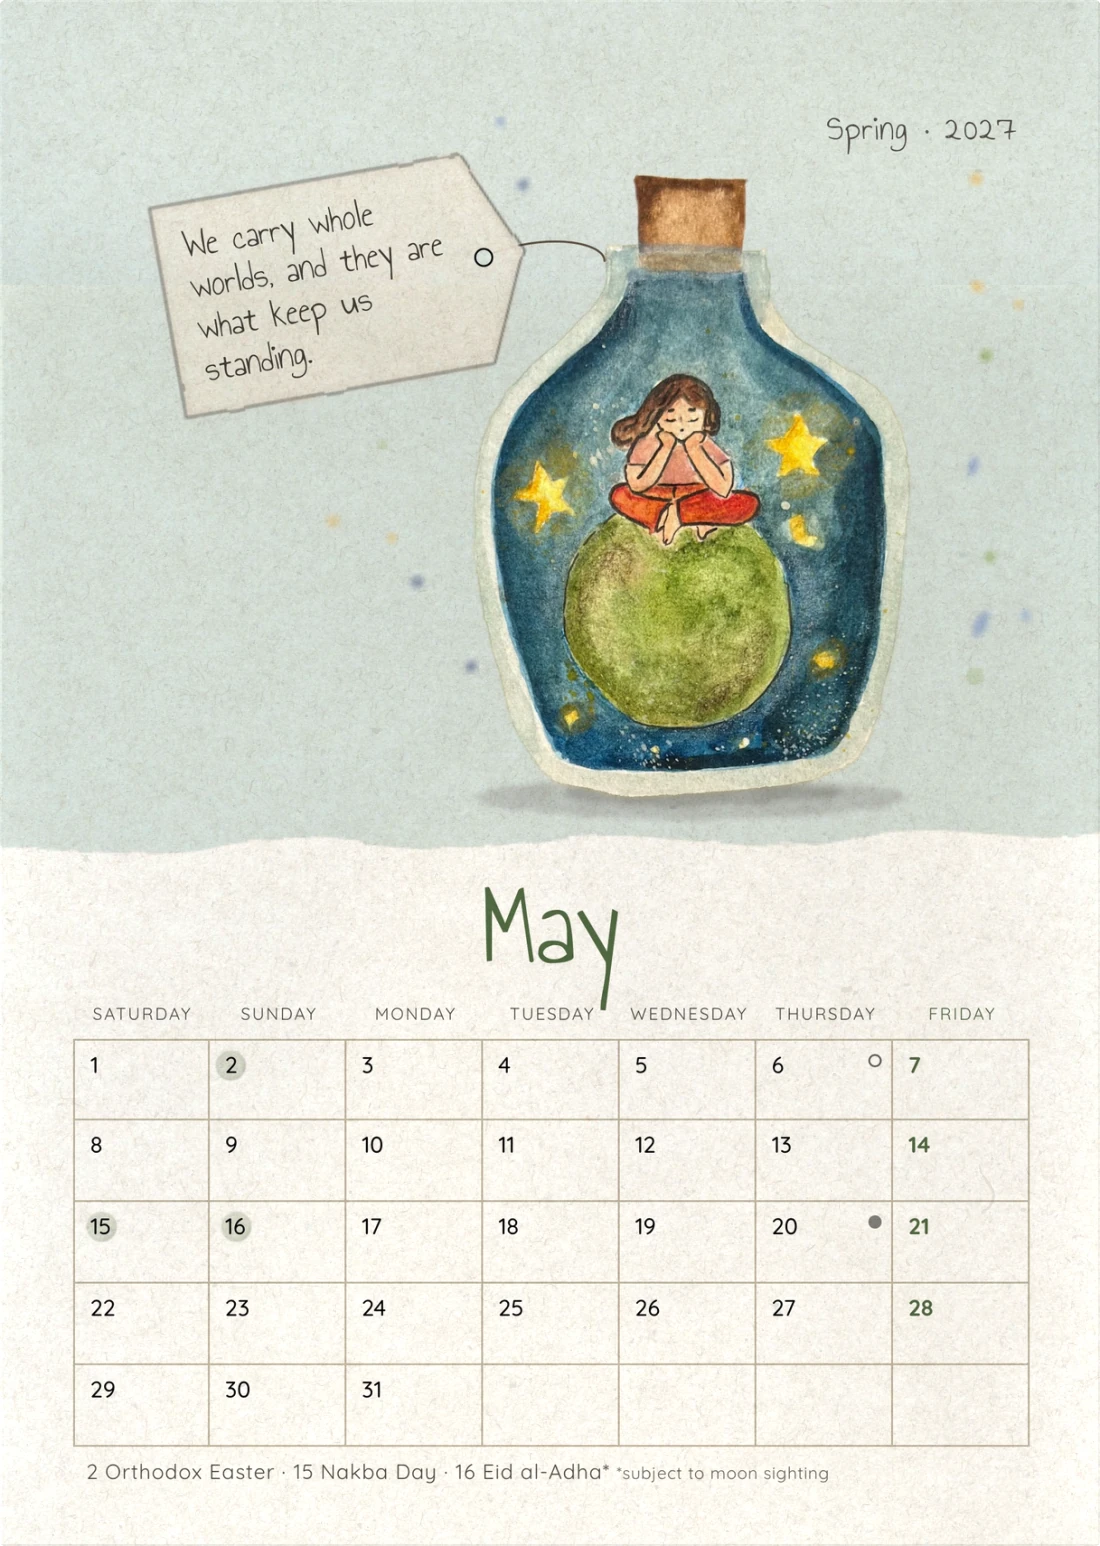 Spring · 2027
We carry whole
worlds, and they are
what keep us
standing.
May
SATURDAY SUNDAY MONDAY TUESDAY WEDNESDAY THURSDAY FRIDAY
1 2 3 4 5 6 7
8 9 10 11 12 13 14
15 16 17 18 19 20 21
22 23 24 25 26 27 28
29 30 31
2 Orthodox Easter · 15 Nakba Day · 16 Eid al-Adha* *subject to moon sighting